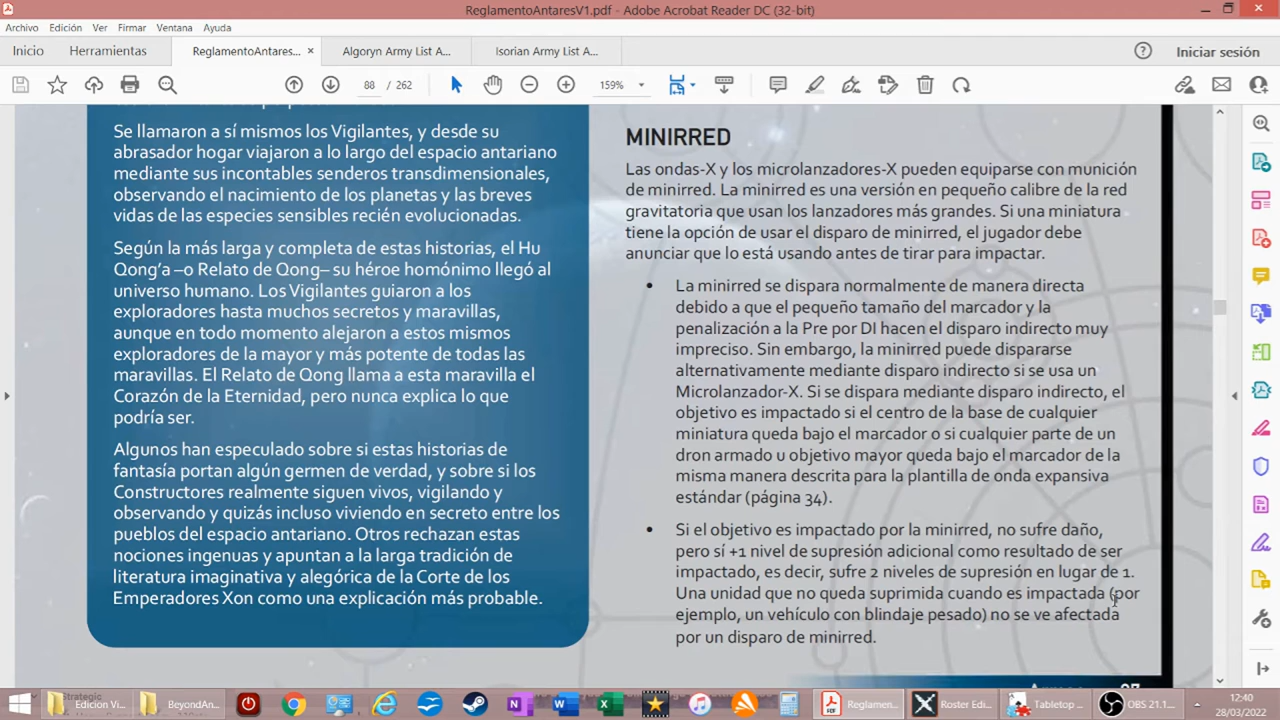 ReglamentoAntaresV1.pdf - Adobe Acrobat Reader DC (32-bit)
Archivo Edición Ver Firmar Ventana Ayuda
Inicio Herramientas ReglamentoAntares... × Algoryn Army List A... Isorian Army List A... Iniciar sesión
88 / 262 159%
Se llamaron a sí mismos los Vigilantes, y desde su
abrasador hogar viajaron a lo largo del espacio antariano
mediante sus incontables senderos transdimensionales,
observando el nacimiento de los planetas y las breves
vidas de las especies sensibles recién evolucionadas.
Según la más larga y completa de estas historias, el Hu
Qong'a –o Relato de Qong– su héroe homónimo llegó al
universo humano. Los Vigilantes guiaron a los
exploradores hasta muchos secretos y maravillas,
aunque en todo momento alejaron a estos mismos
exploradores de la mayor y más potente de todas las
maravillas. El Relato de Qong llama a esta maravilla el
Corazón de la Eternidad, pero nunca explica lo que
podría ser.
Algunos han especulado sobre si estas historias de
fantasía portan algún germen de verdad, y sobre si los
Constructores realmente siguen vivos, vigilando y
observando y quizás incluso viviendo en secreto entre los
pueblos del espacio antariano. Otros rechazan estas
nociones ingenuas y apuntan a la larga tradición de
literatura imaginativa y alegórica de la Corte de los
Emperadores Xon como una explicación más probable.
MINIRRED
Las ondas-X y los microlanzadores-X pueden equiparse con munición
de minirred. La minirred es una versión en pequeño calibre de la red
gravitatoria que usan los lanzadores más grandes. Si una miniatura
tiene la opción de usar el disparo de minirred, el jugador debe
anunciar que lo está usando antes de tirar para impactar.
• La minirred se dispara normalmente de manera directa
debido a que el pequeño tamaño del marcador y la
penalización a la Pre por DI hacen el disparo indirecto muy
impreciso. Sin embargo, la minirred puede dispararse
alternativamente mediante disparo indirecto si se usa un
Microlanzador-X. Si se dispara mediante disparo indirecto, el
objetivo es impactado si el centro de la base de cualquier
miniatura queda bajo el marcador o si cualquier parte de un
dron armado u objetivo mayor queda bajo el marcador de la
misma manera descrita para la plantilla de onda expansiva
estándar (página 34).
• Si el objetivo es impactado por la minirred, no sufre daño,
pero sí +1 nivel de supresión adicional como resultado de ser
impactado, es decir, sufre 2 niveles de supresión en lugar de 1.
Una unidad que no queda suprimida cuando es impactada (por
ejemplo, un vehículo con blindaje pesado) no se ve afectada
por un disparo de minirred.
Strategic
Edicion Vi... BeyondAn... Reglamen... Roster Edi... Tabletop ... OBS 21.1...
12:40
28/03/2022